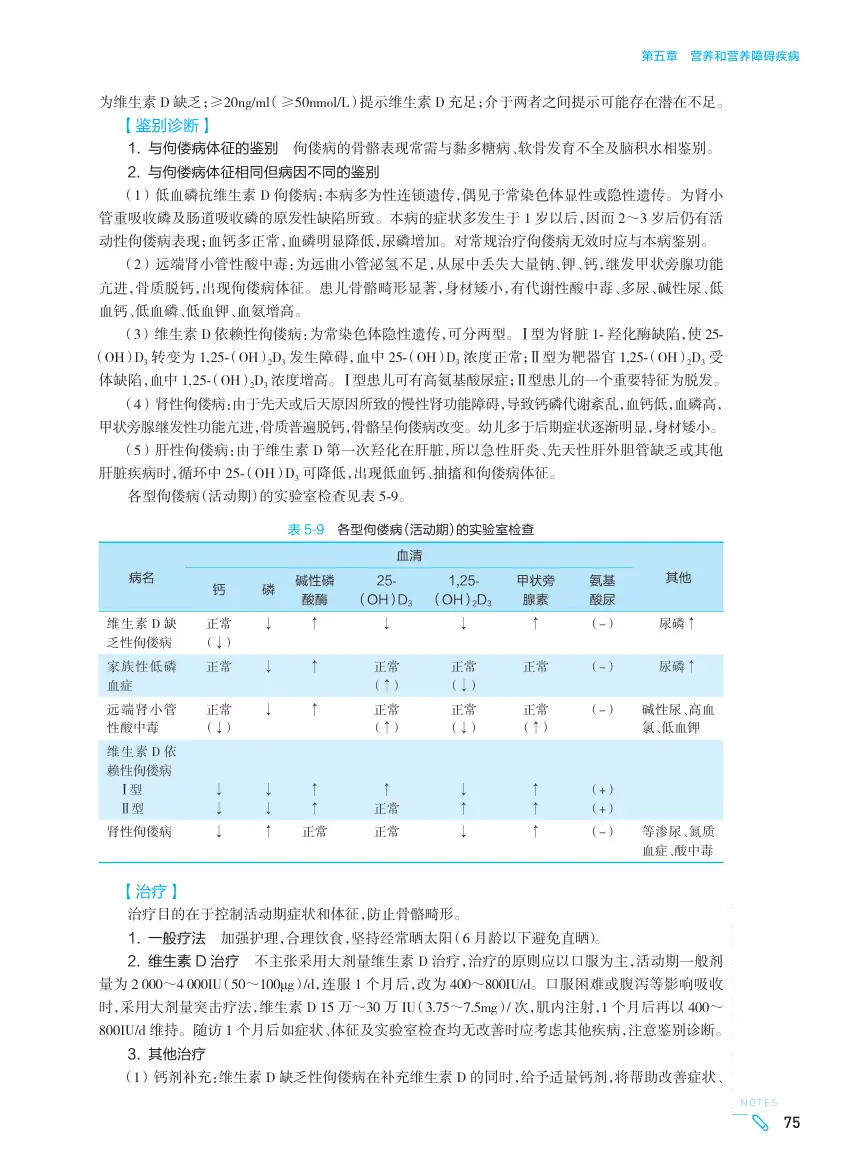 第五章 营养和营养障碍疾病
为维生素 D 缺乏；≥20ng/ml（≥50nmol/L）提示维生素 D 充足；介于两者之间提示可能存在潜在不足。
【鉴别诊断】
1. 与佝偻病体征的鉴别 佝偻病的骨骼表现常需与黏多糖病、软骨发育不全及脑积水相鉴别。
2. 与佝偻病体征相同但病因不同的鉴别
（1）低血磷抗维生素 D 佝偻病：本病多为性连锁遗传，偶见于常染色体显性或隐性遗传。为肾小
管重吸收磷及肠道吸收磷的原发性缺陷所致。本病的症状多发生于 1 岁以后，因而 2～3 岁后仍有活
动性佝偻病表现；血钙多正常，血磷明显降低，尿磷增加。对常规治疗佝偻病无效时应与本病鉴别。
（2）远端肾小管性酸中毒：为远曲小管泌氢不足，从尿中丢失大量钠、钾、钙，继发甲状旁腺功能
亢进，骨质脱钙，出现佝偻病体征。患儿骨骼畸形显著，身材矮小，有代谢性酸中毒、多尿、碱性尿、低
血钙、低血磷、低血钾、血氨增高。
（3）维生素 D 依赖性佝偻病：为常染色体隐性遗传，可分两型。Ⅰ型为肾脏 1- 羟化酶缺陷，使 25-
（OH）D₃ 转变为 1,25-（OH）₂D₃ 发生障碍，血中 25-（OH）D₃ 浓度正常；Ⅱ型为靶器官 1,25-（OH）₂D₃ 受
体缺陷，血中 1,25-（OH）₂D₃ 浓度增高。Ⅰ型患儿可有高氨基酸尿症；Ⅱ型患儿的一个重要特征为脱发。
（4）肾性佝偻病：由于先天或后天原因所致的慢性肾功能障碍，导致钙磷代谢紊乱，血钙低，血磷高，
甲状旁腺继发性功能亢进，骨质普遍脱钙，骨骼呈佝偻病改变。幼儿多于后期症状逐渐明显，身材矮小。
（5）肝性佝偻病：由于维生素 D 第一次羟化在肝脏，所以急性肝炎、先天性肝外胆管缺乏或其他
肝脏疾病时，循环中 25-（OH）D₃ 可降低，出现低血钙、抽搐和佝偻病体征。
各型佝偻病（活动期）的实验室检查见表 5-9。
表 5-9 各型佝偻病（活动期）的实验室检查
血清
病名 钙 磷 碱性磷 25- 1,25- 甲状旁 氨基 其他
酸酶 （OH）D₃ （OH）₂D₃ 腺素 酸尿
维生素 D 缺 正常 ↓ ↑ ↓ ↓ ↑ （－） 尿磷↑
乏性佝偻病 （↓）
家族性低磷 正常 ↓ ↑ 正常 正常 正常 （－） 尿磷↑
血症 （↑） （↓）
远端肾小管 正常 ↓ ↑ 正常 正常 正常 （－） 碱性尿、高血
性酸中毒 （↓） （↑） （↓） （↑） 氯、低血钾
维生素 D 依
赖性佝偻病
Ⅰ型 ↓ ↓ ↑ ↑ ↓ ↑ （+）
Ⅱ型 ↓ ↓ ↑ 正常 ↑ ↑ （+）
肾性佝偻病 ↓ ↑ 正常 正常 ↓ ↑ （－） 等渗尿、氮质
血症、酸中毒
【治疗】
治疗目的在于控制活动期症状和体征，防止骨骼畸形。
1. 一般疗法 加强护理，合理饮食，坚持经常晒太阳（6 月龄以下避免直晒）。
2. 维生素 D 治疗 不主张采用大剂量维生素 D 治疗，治疗的原则应以口服为主，活动期一般剂
量为 2 000～4 000IU（50～100μg）/d，连服 1 个月后，改为 400～800IU/d。口服困难或腹泻等影响吸收
时，采用大剂量突击疗法，维生素 D 15 万～30 万 IU（3.75～7.5mg）/ 次，肌内注射，1 个月后再以 400～
800IU/d 维持。随访 1 个月后如症状、体征及实验室检查均无改善时应考虑其他疾病，注意鉴别诊断。
3. 其他治疗
（1）钙剂补充：维生素 D 缺乏性佝偻病在补充维生素 D 的同时，给予适量钙剂，将帮助改善症状、
NOTES
75